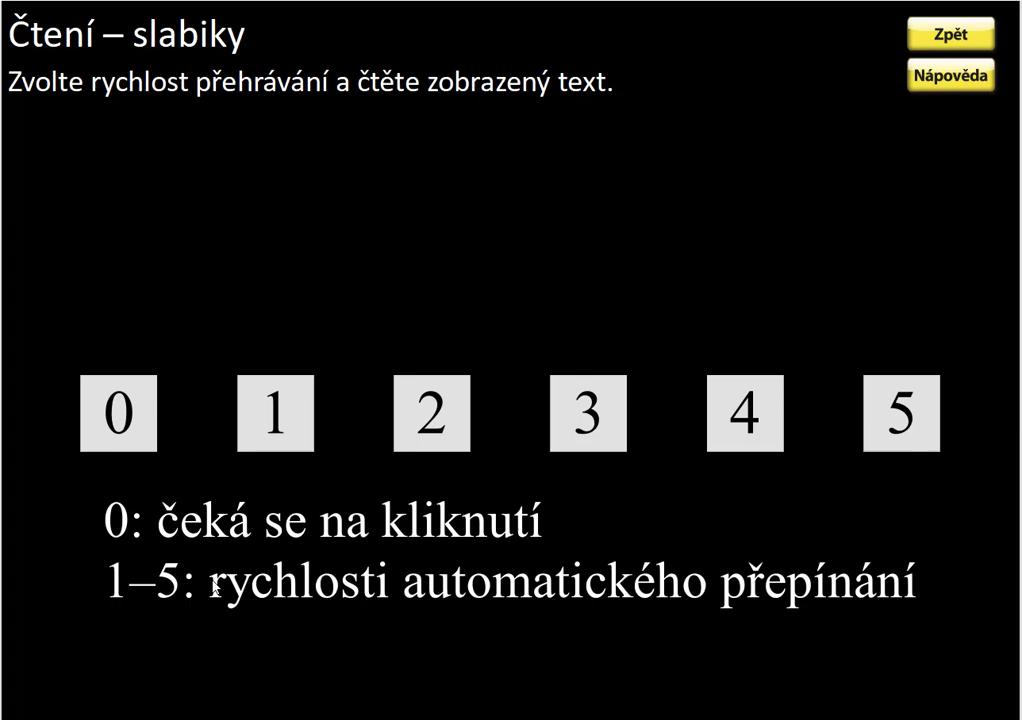 Čtení – slabiky
Zpět
Zvolte rychlost přehrávání a čtěte zobrazený text.
Nápověda
0 1 2 3 4 5
0: čeká se na kliknutí
1–5: rychlosti automatického přepínání